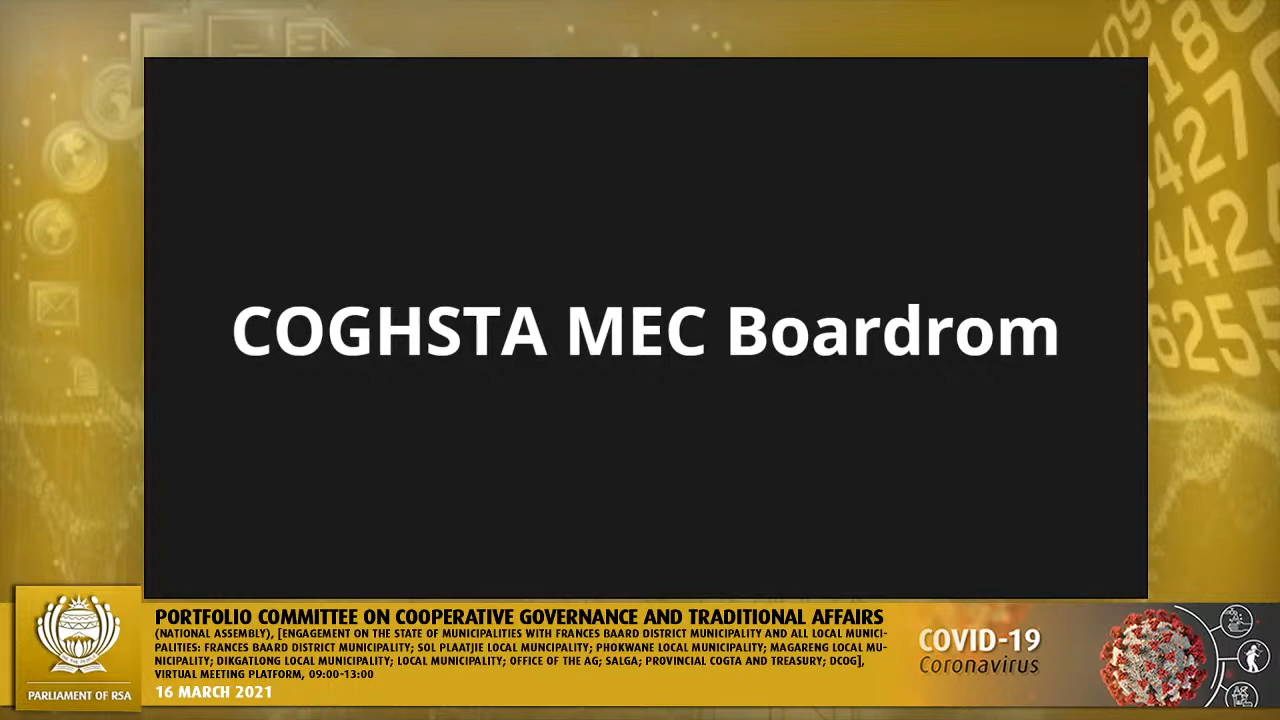 COGHSTA MEC Boardrom
PORTFOLIO COMMITTEE ON COOPERATIVE GOVERNANCE AND TRADITIONAL AFFAIRS
(NATIONAL ASSEMBLY), [ENGAGEMENT ON THE STATE OF MUNICIPALITIES WITH FRANCES BAARD DISTRICT MUNICIPALITY AND ALL LOCAL MUNICI-
PALITIES: FRANCES BAARD DISTRICT MUNICIPALITY; SOL PLAATJIE LOCAL MUNCIPALITY; PHOKWANE LOCAL MUNICIPALITY; MAGARENG LOCAL MU-
NICIPALITY; DIKGATLONG LOCAL MUNICIPALITY; LOCAL MUNICIPALITY; OFFICE OF THE AG; SALGA; PROVINCIAL COGTA AND TREASURY; DCOG],
VIRTUAL MEETING PLATFORM, 09:00-13:00
16 MARCH 2021
PARLIAMENT OF RSA
COVID-19
Coronavirus